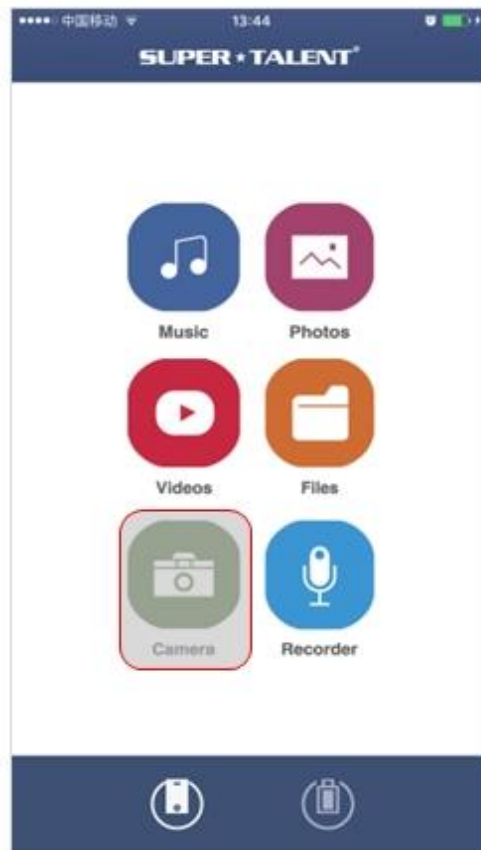 中国移动 13:44
SUPER★TALENT®
Music Photos
Videos Files
Camera Recorder